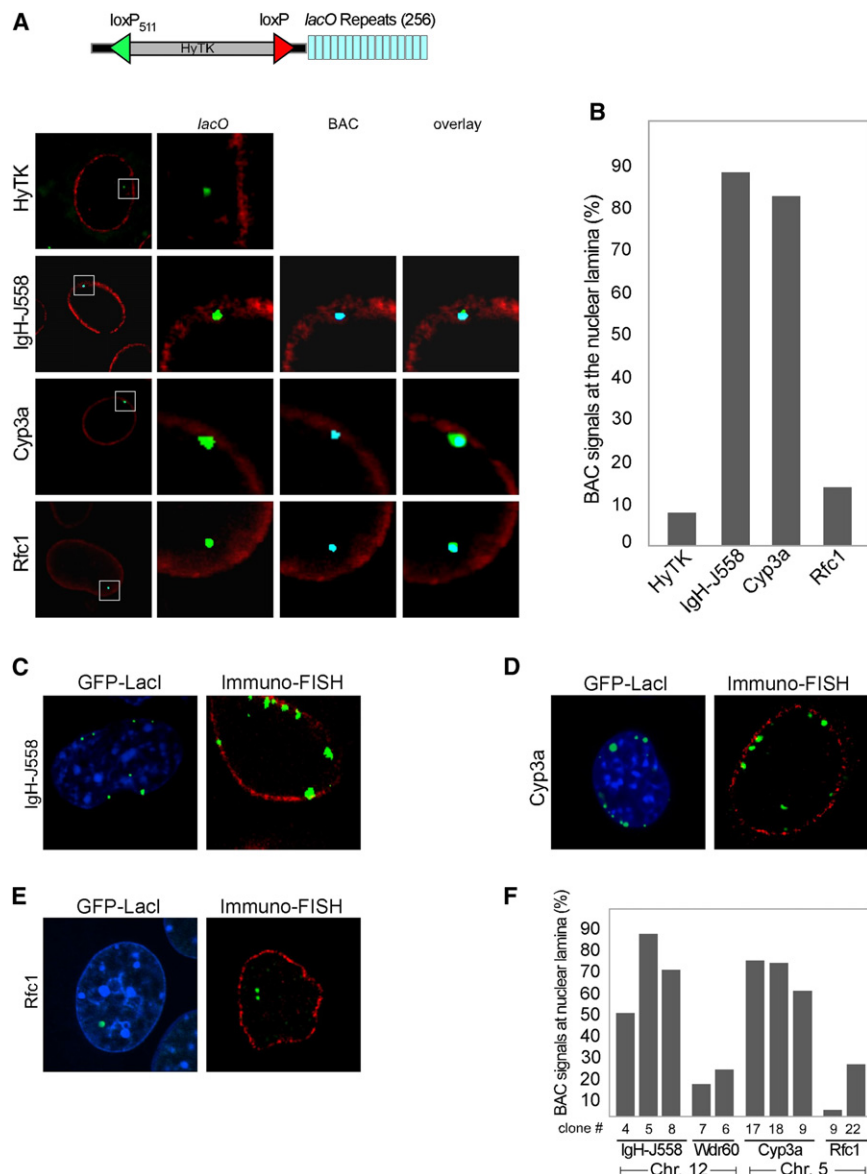 A
loxP511 loxP lacO Repeats (256)
HyTK
lacO BAC overlay
HyTK
IgH-J558
Cyp3a
Rfc1
B
BAC signals at the nuclear lamina (%)
90
80
70
60
50
40
30
20
10
0
HyTK IgH-J558 Cyp3a Rfc1
C
GFP-LacI Immuno-FISH
IgH-J558
D
GFP-LacI Immuno-FISH
Cyp3a
E
GFP-LacI Immuno-FISH
Rfc1
F
BAC signals at nuclear lamina (%)
90
80
70
60
50
40
30
20
10
clone # 4 5 8 7 6 17 18 9 9 22
IgH-J558 Wdr60 Cyp3a Rfc1
Chr. 12 Chr. 5